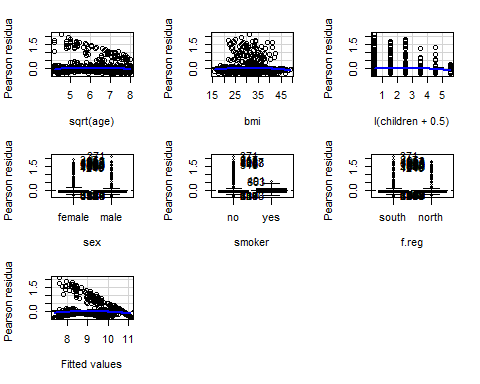 Pearson residua
1.5
0.0
5 6 7 8
sqrt(age)
Pearson residua
1.5
0.0
15 25 35 45
bmi
Pearson residua
1.5
0.0
1 2 3 4 5
I(children + 0.5)
Pearson residua
1.5
0.0
female male
sex
Pearson residua
1.5
0.0
no yes
smoker
Pearson residua
1.5
0.0
south north
f.reg
Pearson residua
1.5
0.0
8 9 10 11
Fitted values